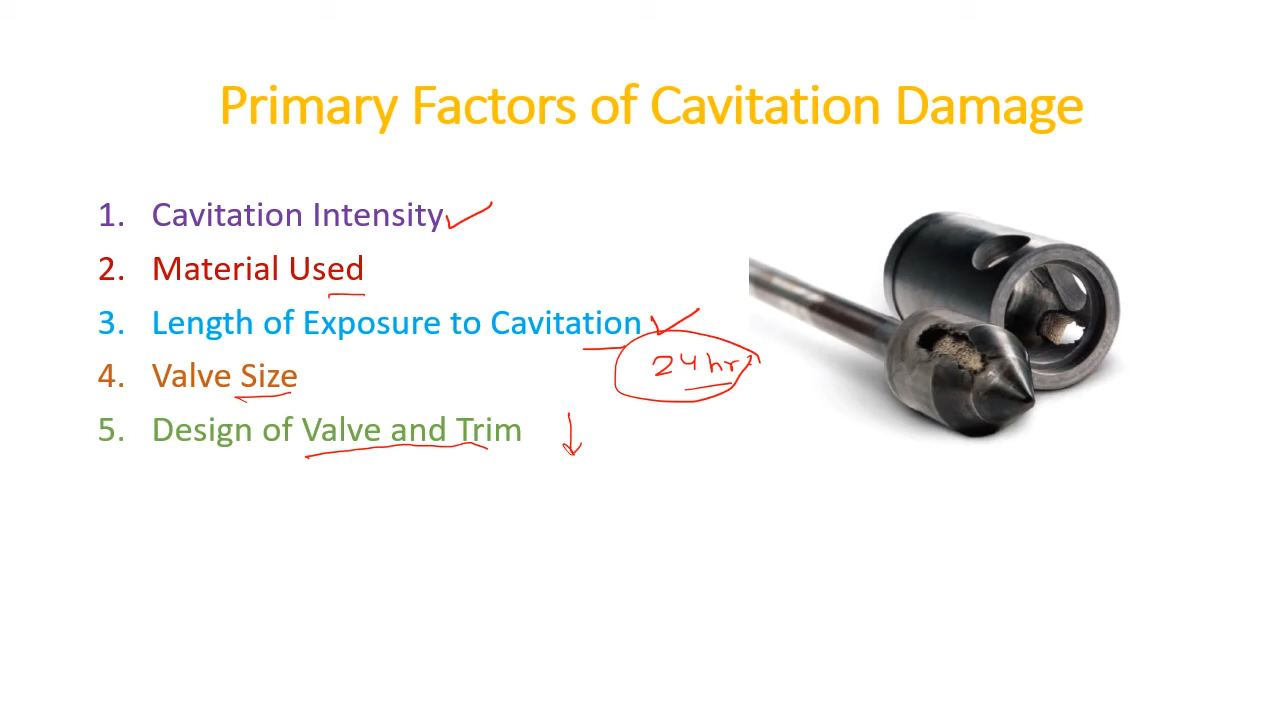 Primary Factors of Cavitation Damage
1. Cavitation Intensity
2. Material Used
3. Length of Exposure to Cavitation
24 hr
4. Valve Size
5. Design of Valve and Trim